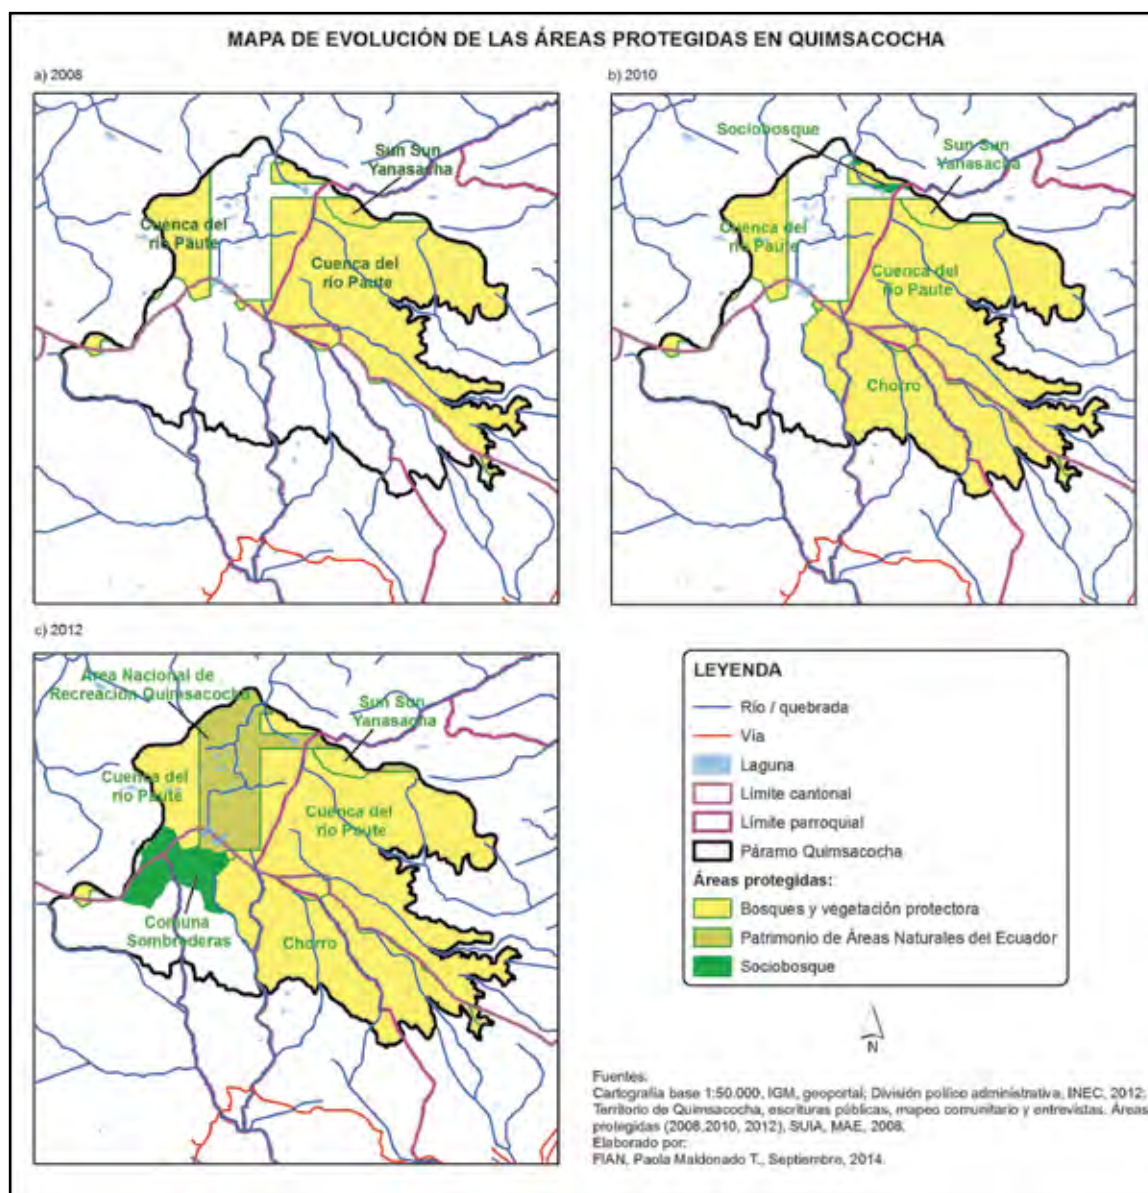 MAPA DE EVOLUCIÓN DE LAS ÁREAS PROTEGIDAS EN QUIMSACOCHA
a) 2008
Sun Sun
Yanasacha
Cuenca del
río Paute
Cuenca del
río Paute
b) 2010
Sociobosque
Sun Sun
Yanasacha
Cuenca del
río Paute
Cuenca del
río Paute
Chorro
c) 2012
Área Nacional de
Recreación Quimsacocha
Sun Sun
Yanasacha
Cuenca del
río Paute
Cuenca del
río Paute
Comuna
Sombrederas
Chorro
LEYENDA
Río / quebrada
Vía
Laguna
Límite cantonal
Límite parroquial
Páramo Quimsacocha
Áreas protegidas:
Bosques y vegetación protectora
Patrimonio de Áreas Naturales del Ecuador
Sociobosque
N
Fuentes:
Cartografía base 1:50.000, IGM, geoportal; División político administrativa, INEC, 2012;
Territorio de Quimsacocha, escrituras públicas, mapeo comunitario y entrevistas. Áreas
protegidas (2008,2010, 2012), SUIA, MAE, 2008.
Elaborado por:
FIAN, Paola Maldonado T., Septiembre, 2014.